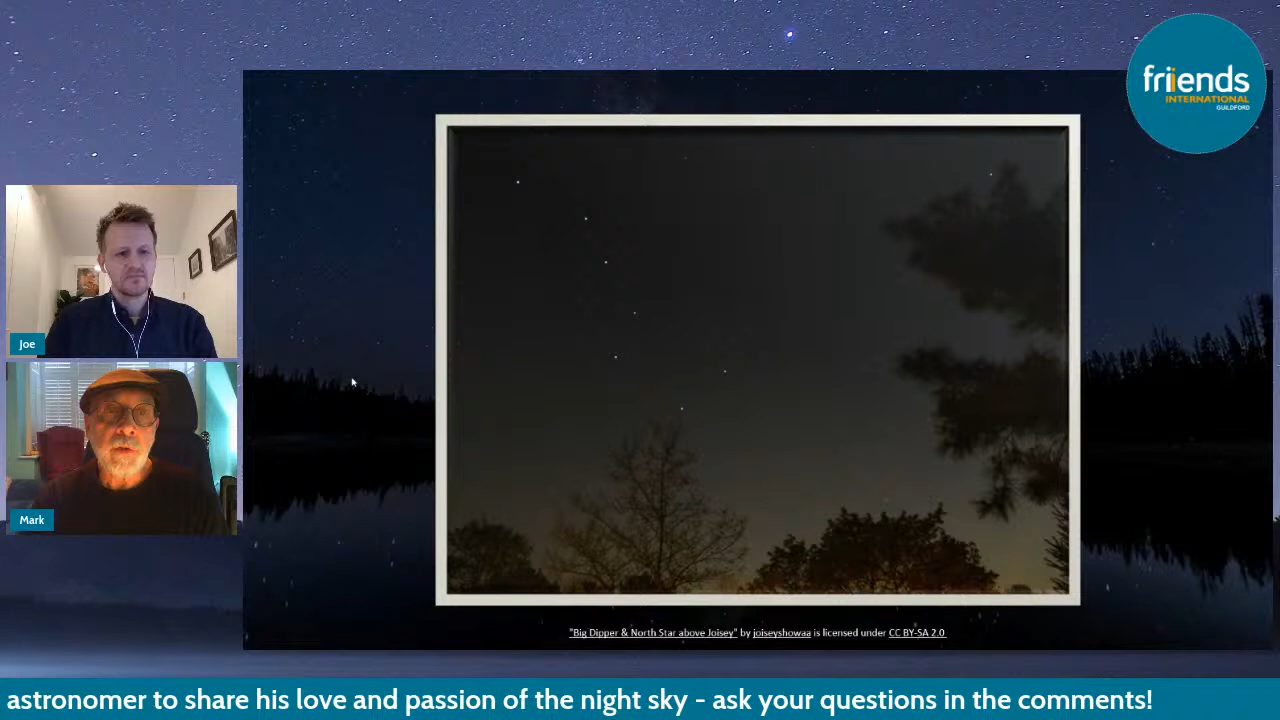 friends
INTERNATIONAL
GUILDFORD
Joe
Mark
"Big Dipper & North Star above Joisey" by joiseyshowaa is licensed under CC BY-SA 2.0
astronomer to share his love and passion of the night sky - ask your questions in the comments!